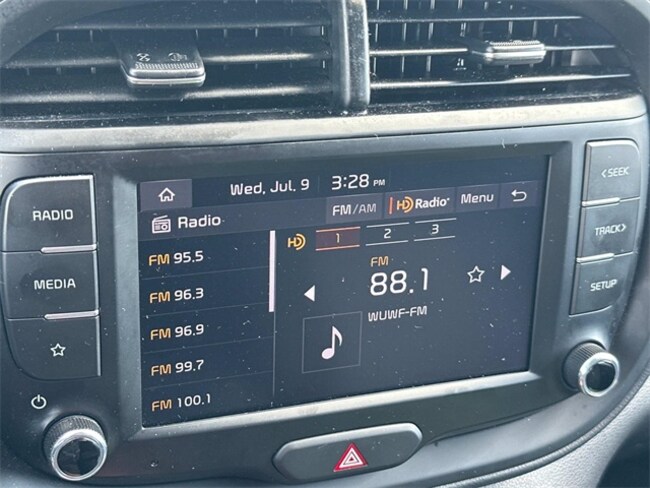 Wed, Jul. 9 3:28 PM
Radio FM/AM HD Radio Menu
RADIO
MEDIA
HD 1 2 3
FM 95.5
FM 96.3
FM 96.9
FM 99.7
FM 100.1
FM
88.1
WUWF-FM
< SEEK
TRACK >
SETUP